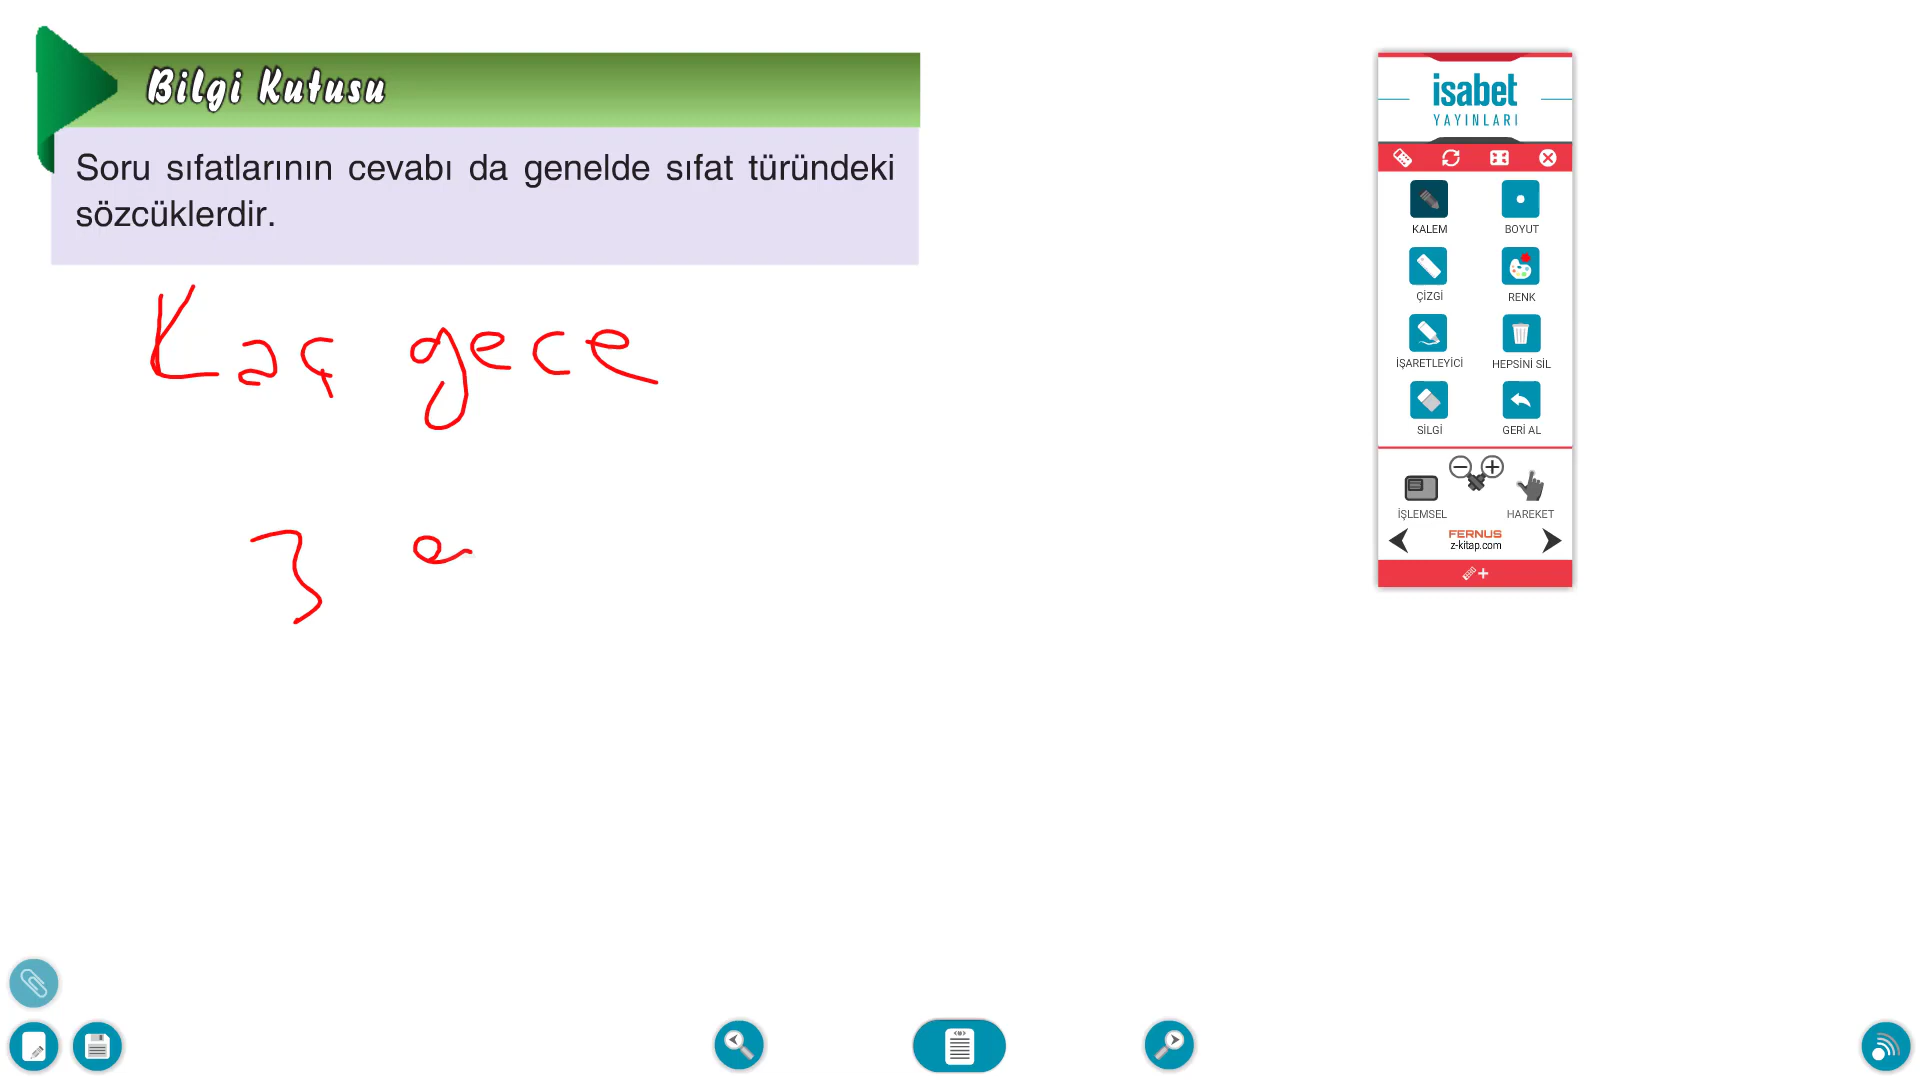 Bilgi Kutusu
Soru sıfatlarının cevabı da genelde sıfat türündeki
sözcüklerdir.
Kaç gece
3
isabet
YAYINLARI
KALEM BOYUT
ÇİZGİ RENK
İŞARETLEYİCİ HEPSİNİ SİL
SİLGİ GERİ AL
İŞLEMSEL HAREKET
FERNUS
z-kitap.com